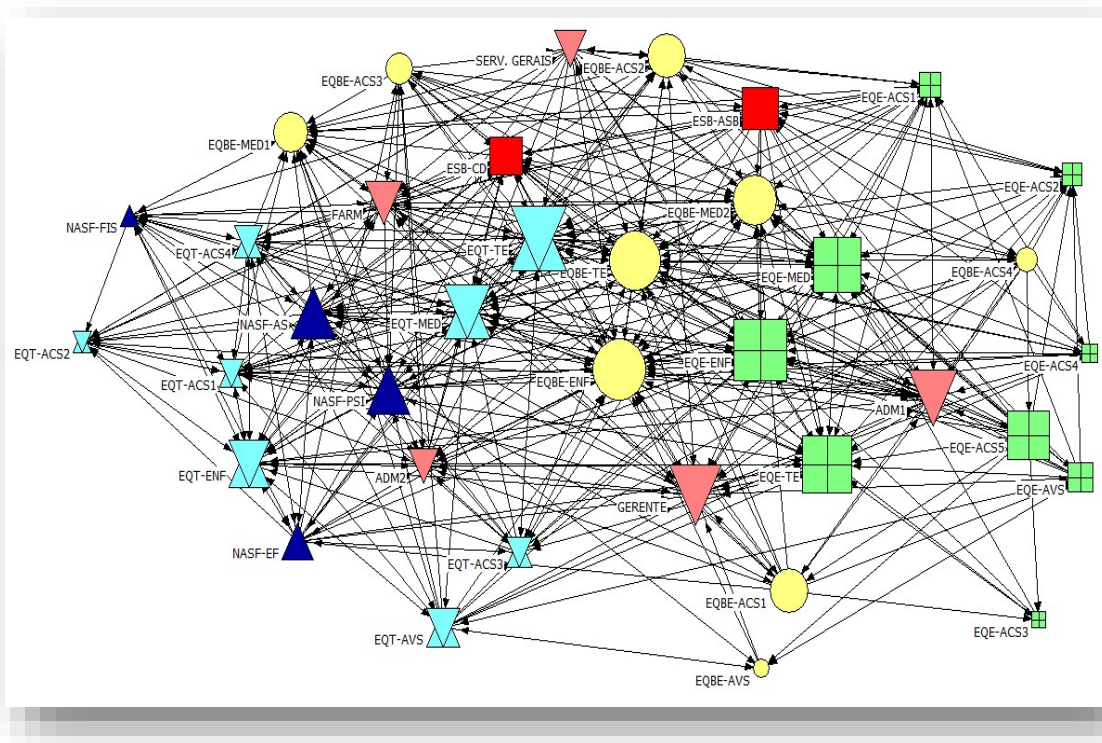 SERV. GERAIS
EQBE-ACS2
EQBE-ACS3
EQE-ACS1
ESB-ASB
EQBE-MED1
ESB-CD
EQE-ACS2
FARM
EQBE-MED2
NASF-FIS
EQT-ACS4
EQT-TE
EQBE-TE
EQE-MED
EQBE-ACS4
NASF-AS
EQT-MED
EQT-ACS2
EQE-ENF
EQE-ACS4
EQT-ACS1
EQBE-ENF
NASF-PSI
ADM1
EQE-ACS5
EQT-ENF
ADM2
EQE-TE
EQE-AVS
GERENTE
NASF-EF
EQT-ACS3
EQBE-ACS1
EQE-ACS3
EQT-AVS
EQBE-AVS